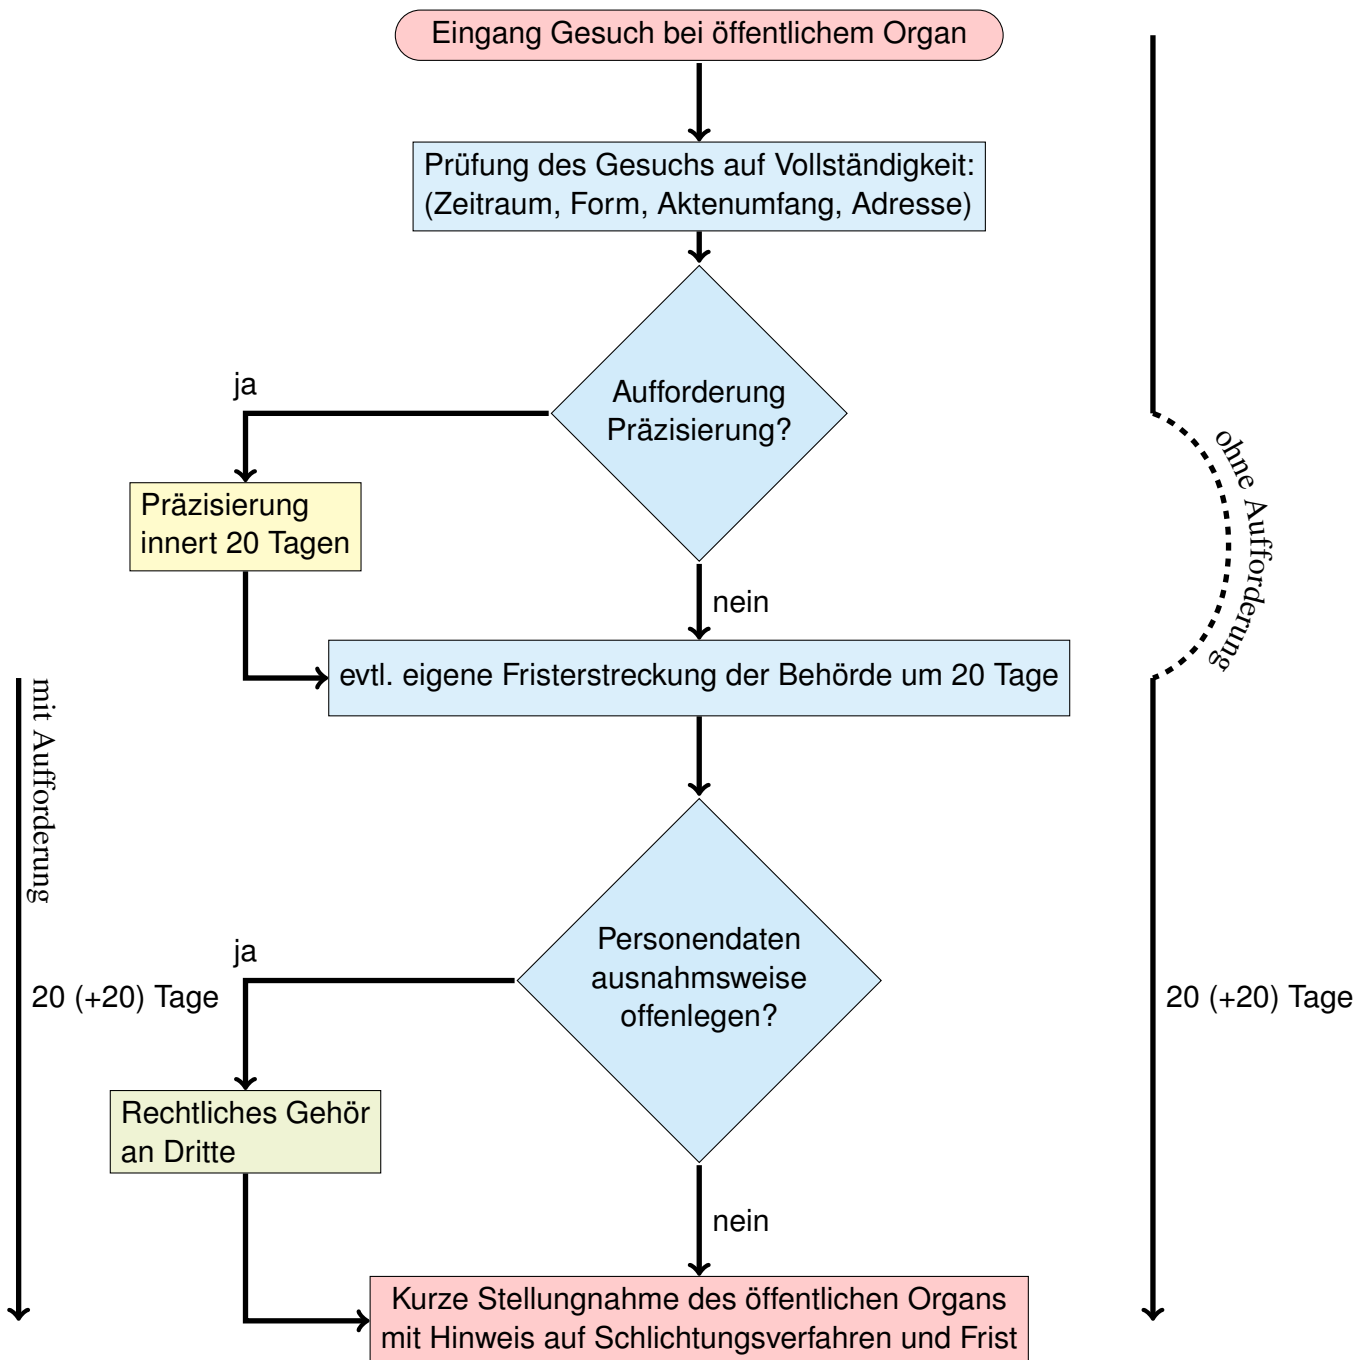 Eingang Gesuch bei öffentlichem Organ
Prüfung des Gesuchs auf Vollständigkeit:
(Zeitraum, Form, Aktenumfang, Adresse)
Aufforderung
Präzisierung?
ja
Präzisierung
innert 20 Tagen
nein
ohne Aufforderung
evtl. eigene Fristerstreckung der Behörde um 20 Tage
mit Aufforderung
Personendaten
ausnahmsweise
offenlegen?
ja
20 (+20) Tage
20 (+20) Tage
Rechtliches Gehör
an Dritte
nein
Kurze Stellungnahme des öffentlichen Organs
mit Hinweis auf Schlichtungsverfahren und Frist